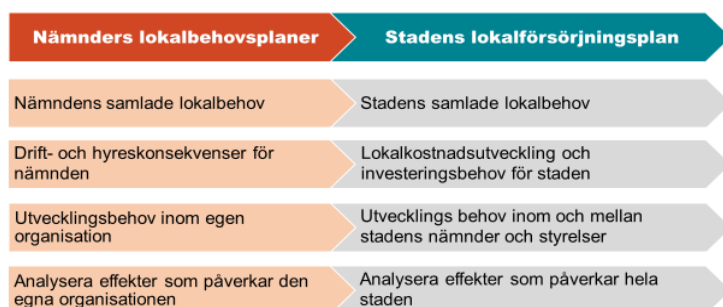 Nämnders lokalbehovsplaner
Stadens lokalförsörjningsplan
Nämndens samlade lokalbehov
Stadens samlade lokalbehov
Drift- och hyreskonsekvenser för
nämnden
Lokalkostnadsutveckling och
investeringsbehov för staden
Utvecklingsbehov inom egen
organisation
Utvecklings behov inom och mellan
stadens nämnder och styrelser
Analysera effekter som påverkar den
egna organisationen
Analysera effekter som påverkar hela
staden